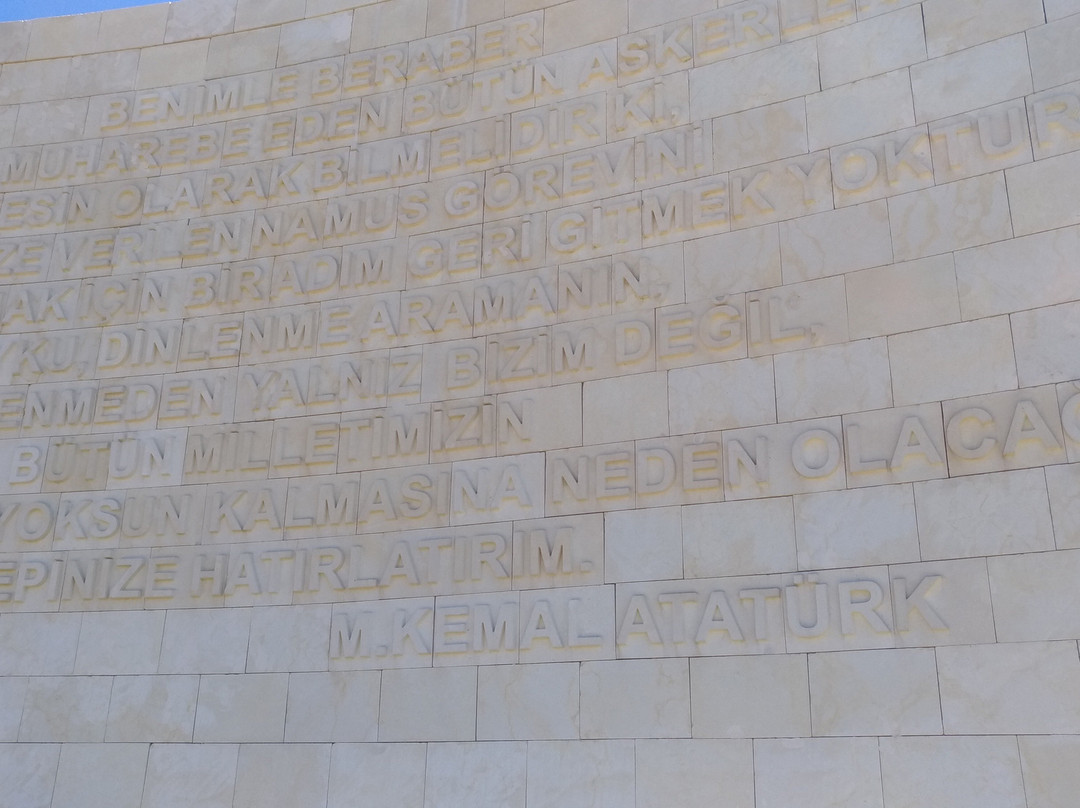 BENİMLE BERABER
MUHAREBE EDEN BÜTÜN ASKERLER
ESİN OLARAK BİLMELİDİR Kİ,
ZE VERİLEN NAMUS GÖREVİNİ
AK İÇİN BİR ADIM GERİ GİTMEK YOKTUR
YKU, DİNLENME ARAMANIN,
ENMEDEN YALNIZ BİZİM DEĞİL,
BÜTÜN MİLLETİMİZİN
YOKSUN KALMASINA NEDEN OLACAĞ
EPİNİZE HATIRLATIRIM.
M.KEMAL ATATÜRK